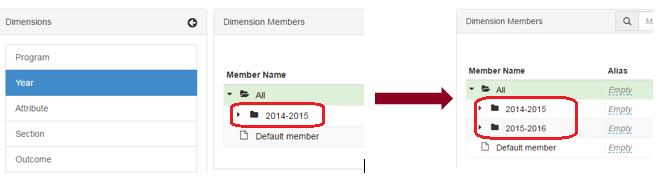 Dimensions
Program
Year
Attribute
Section
Outcome
Dimension Members
Member Name
All
2014-2015
Default member
Dimension Members
M
Member Name Alias
All Empty
2014-2015 Empty
2015-2016 Empty
Default member Empty